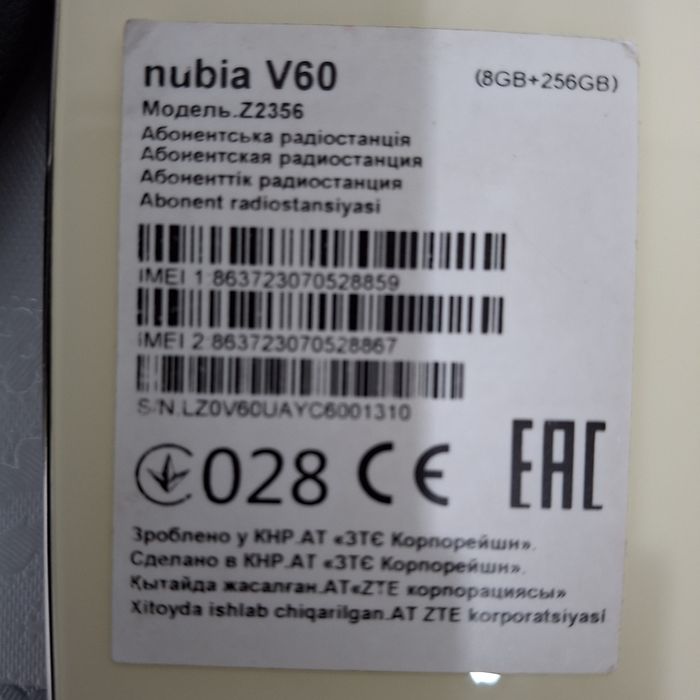 nubia V60 (8GB+256GB)
Модель.Z2356
Абонентська радіостанція
Абонентская радиостанция
Абоненттік радиостанция
Abonent radiostansiyasi
IMEI 1:863723070528859
IMEI 2:863723070528867
S/N.LZ0V60UAYC6001310
028 CE EAC
Зроблено у КНР.АТ «ЗТЄ Корпорейшн».
Сделано в КНР.АТ «ЗТЄ Корпорейшн».
Қытайда жасалған.АТ«ZTE корпорациясы»
Xitoyda ishlab chiqarilgan.AT ZTE korporatsiyasi